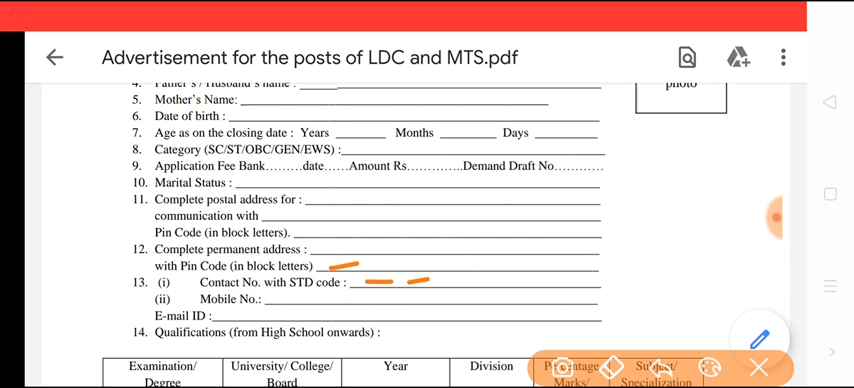 Advertisement for the posts of LDC and MTS.pdf
4. Father's / Husband's name :
photo
5. Mother's Name:
6. Date of birth :
7. Age as on the closing date : Years Months Days
8. Category (SC/ST/OBC/GEN/EWS) :
9. Application Fee Bank.........date......Amount Rs..............Demand Draft No............
10. Marital Status :
11. Complete postal address for :
communication with
Pin Code (in block letters).
12. Complete permanent address :
with Pin Code (in block letters)
13. (i) Contact No. with STD code :
(ii) Mobile No.:
E-mail ID :
14. Qualifications (from High School onwards) :
Examination/ University/ College/ Year Division Percentage Subject/
Degree Board Marks/ Specialization